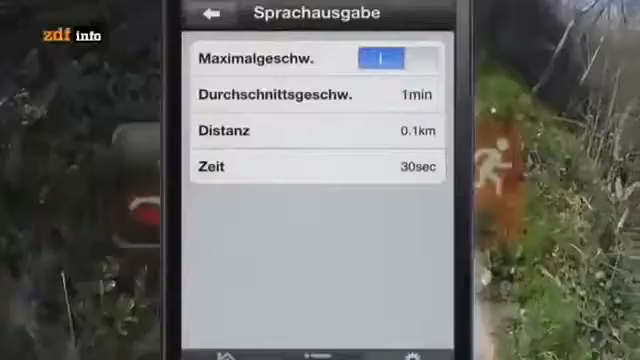 Sprachausgabe
zdf info
Maximalgeschw.
Durchschnittsgeschw. 1min
Distanz 0.1km
Zeit 30sec